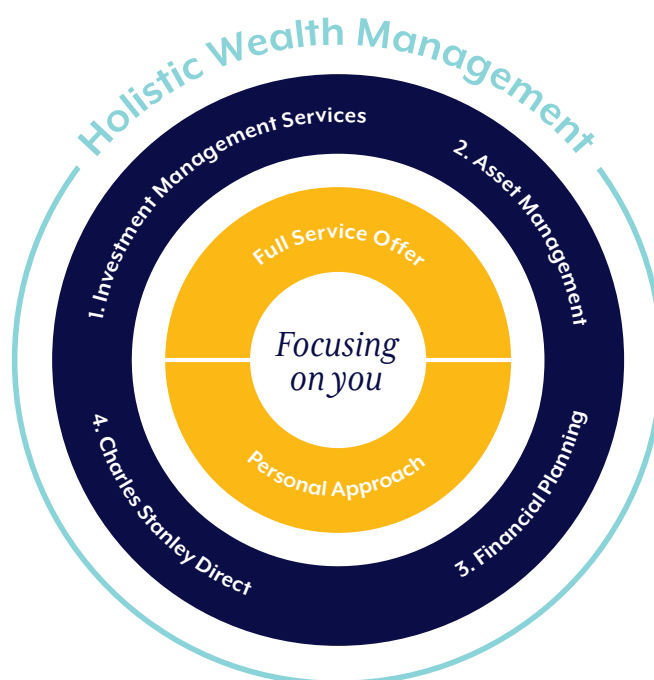 Holistic Wealth Management
1. Investment Management Services
2. Asset Management
Full Service Offer
Focusing
on you
Personal Approach
4. Charles Stanley Direct
3. Financial Planning